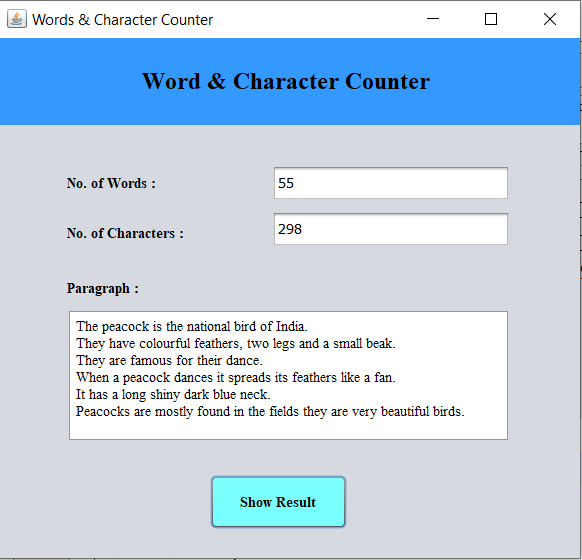 Words & Character Counter
Word & Character Counter
No. of Words :
55
No. of Characters :
298
Paragraph :
The peacock is the national bird of India.
They have colourful feathers, two legs and a small beak.
They are famous for their dance.
When a peacock dances it spreads its feathers like a fan.
It has a long shiny dark blue neck.
Peacocks are mostly found in the fields they are very beautiful birds.
Show Result